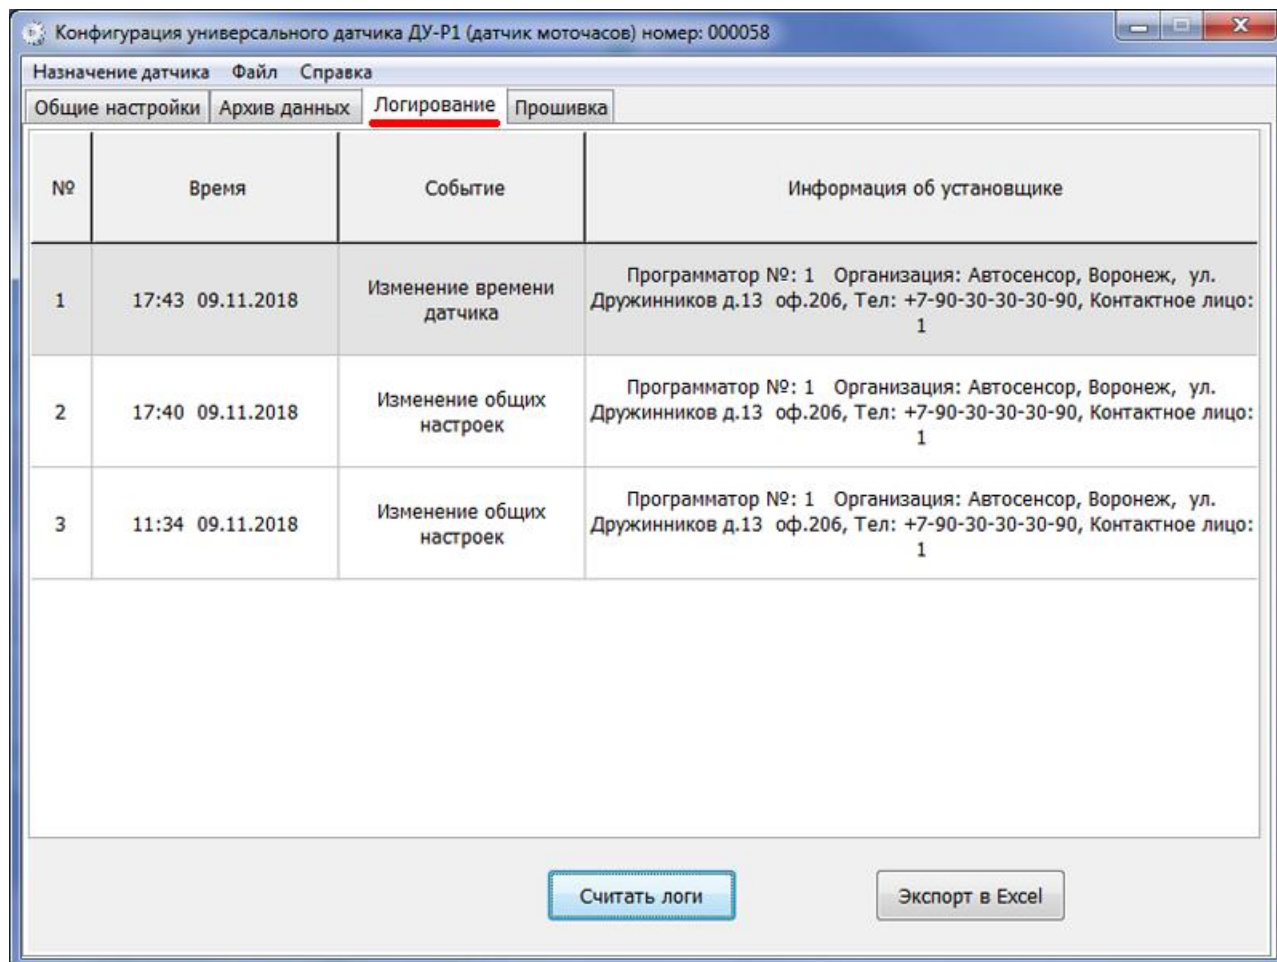 Конфигурация универсального датчика ДУ-Р1 (датчик моточасов) номер: 000058
Назначение датчика Файл Справка
Общие настройки Архив данных Логирование Прошивка
№ Время Событие Информация об установщике
1 17:43 09.11.2018 Изменение времени датчика Программатор №: 1 Организация: Автосенсор, Воронеж, ул.
Дружинников д.13 оф.206, Тел: +7-90-30-30-30-90, Контактное лицо:
1
2 17:40 09.11.2018 Изменение общих настроек Программатор №: 1 Организация: Автосенсор, Воронеж, ул.
Дружинников д.13 оф.206, Тел: +7-90-30-30-30-90, Контактное лицо:
1
3 11:34 09.11.2018 Изменение общих настроек Программатор №: 1 Организация: Автосенсор, Воронеж, ул.
Дружинников д.13 оф.206, Тел: +7-90-30-30-30-90, Контактное лицо:
1
Считать логи Экспорт в Excel